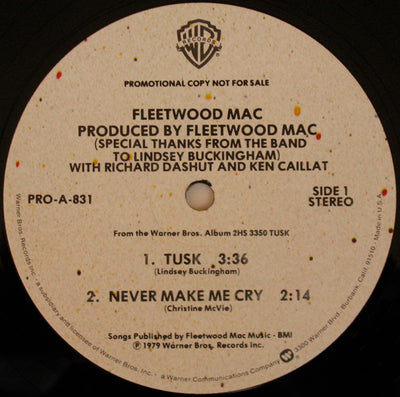 WB
RECORDS
PROMOTIONAL COPY NOT FOR SALE
FLEETWOOD MAC
PRODUCED BY FLEETWOOD MAC
(SPECIAL THANKS FROM THE BAND
TO LINDSEY BUCKINGHAM)
WITH RICHARD DASHUT AND KEN CAILLAT
PRO-A-831
SIDE 1
STEREO
From the Warner Bros. Album 2HS 3350 TUSK
1. TUSK 3:36
(Lindsey Buckingham)
2. NEVER MAKE ME CRY 2:14
(Christine McVie)
Songs Published by Fleetwood Mac Music - BMI
℗ 1979 Warner Bros. Records Inc.
Warner Bros. Records Inc. - a subsidiary and licensee of Warner Bros. Inc. - a Warner Communications Company 3300 Warner Blvd., Burbank, Calif. 91510 - Made in U.S.A.